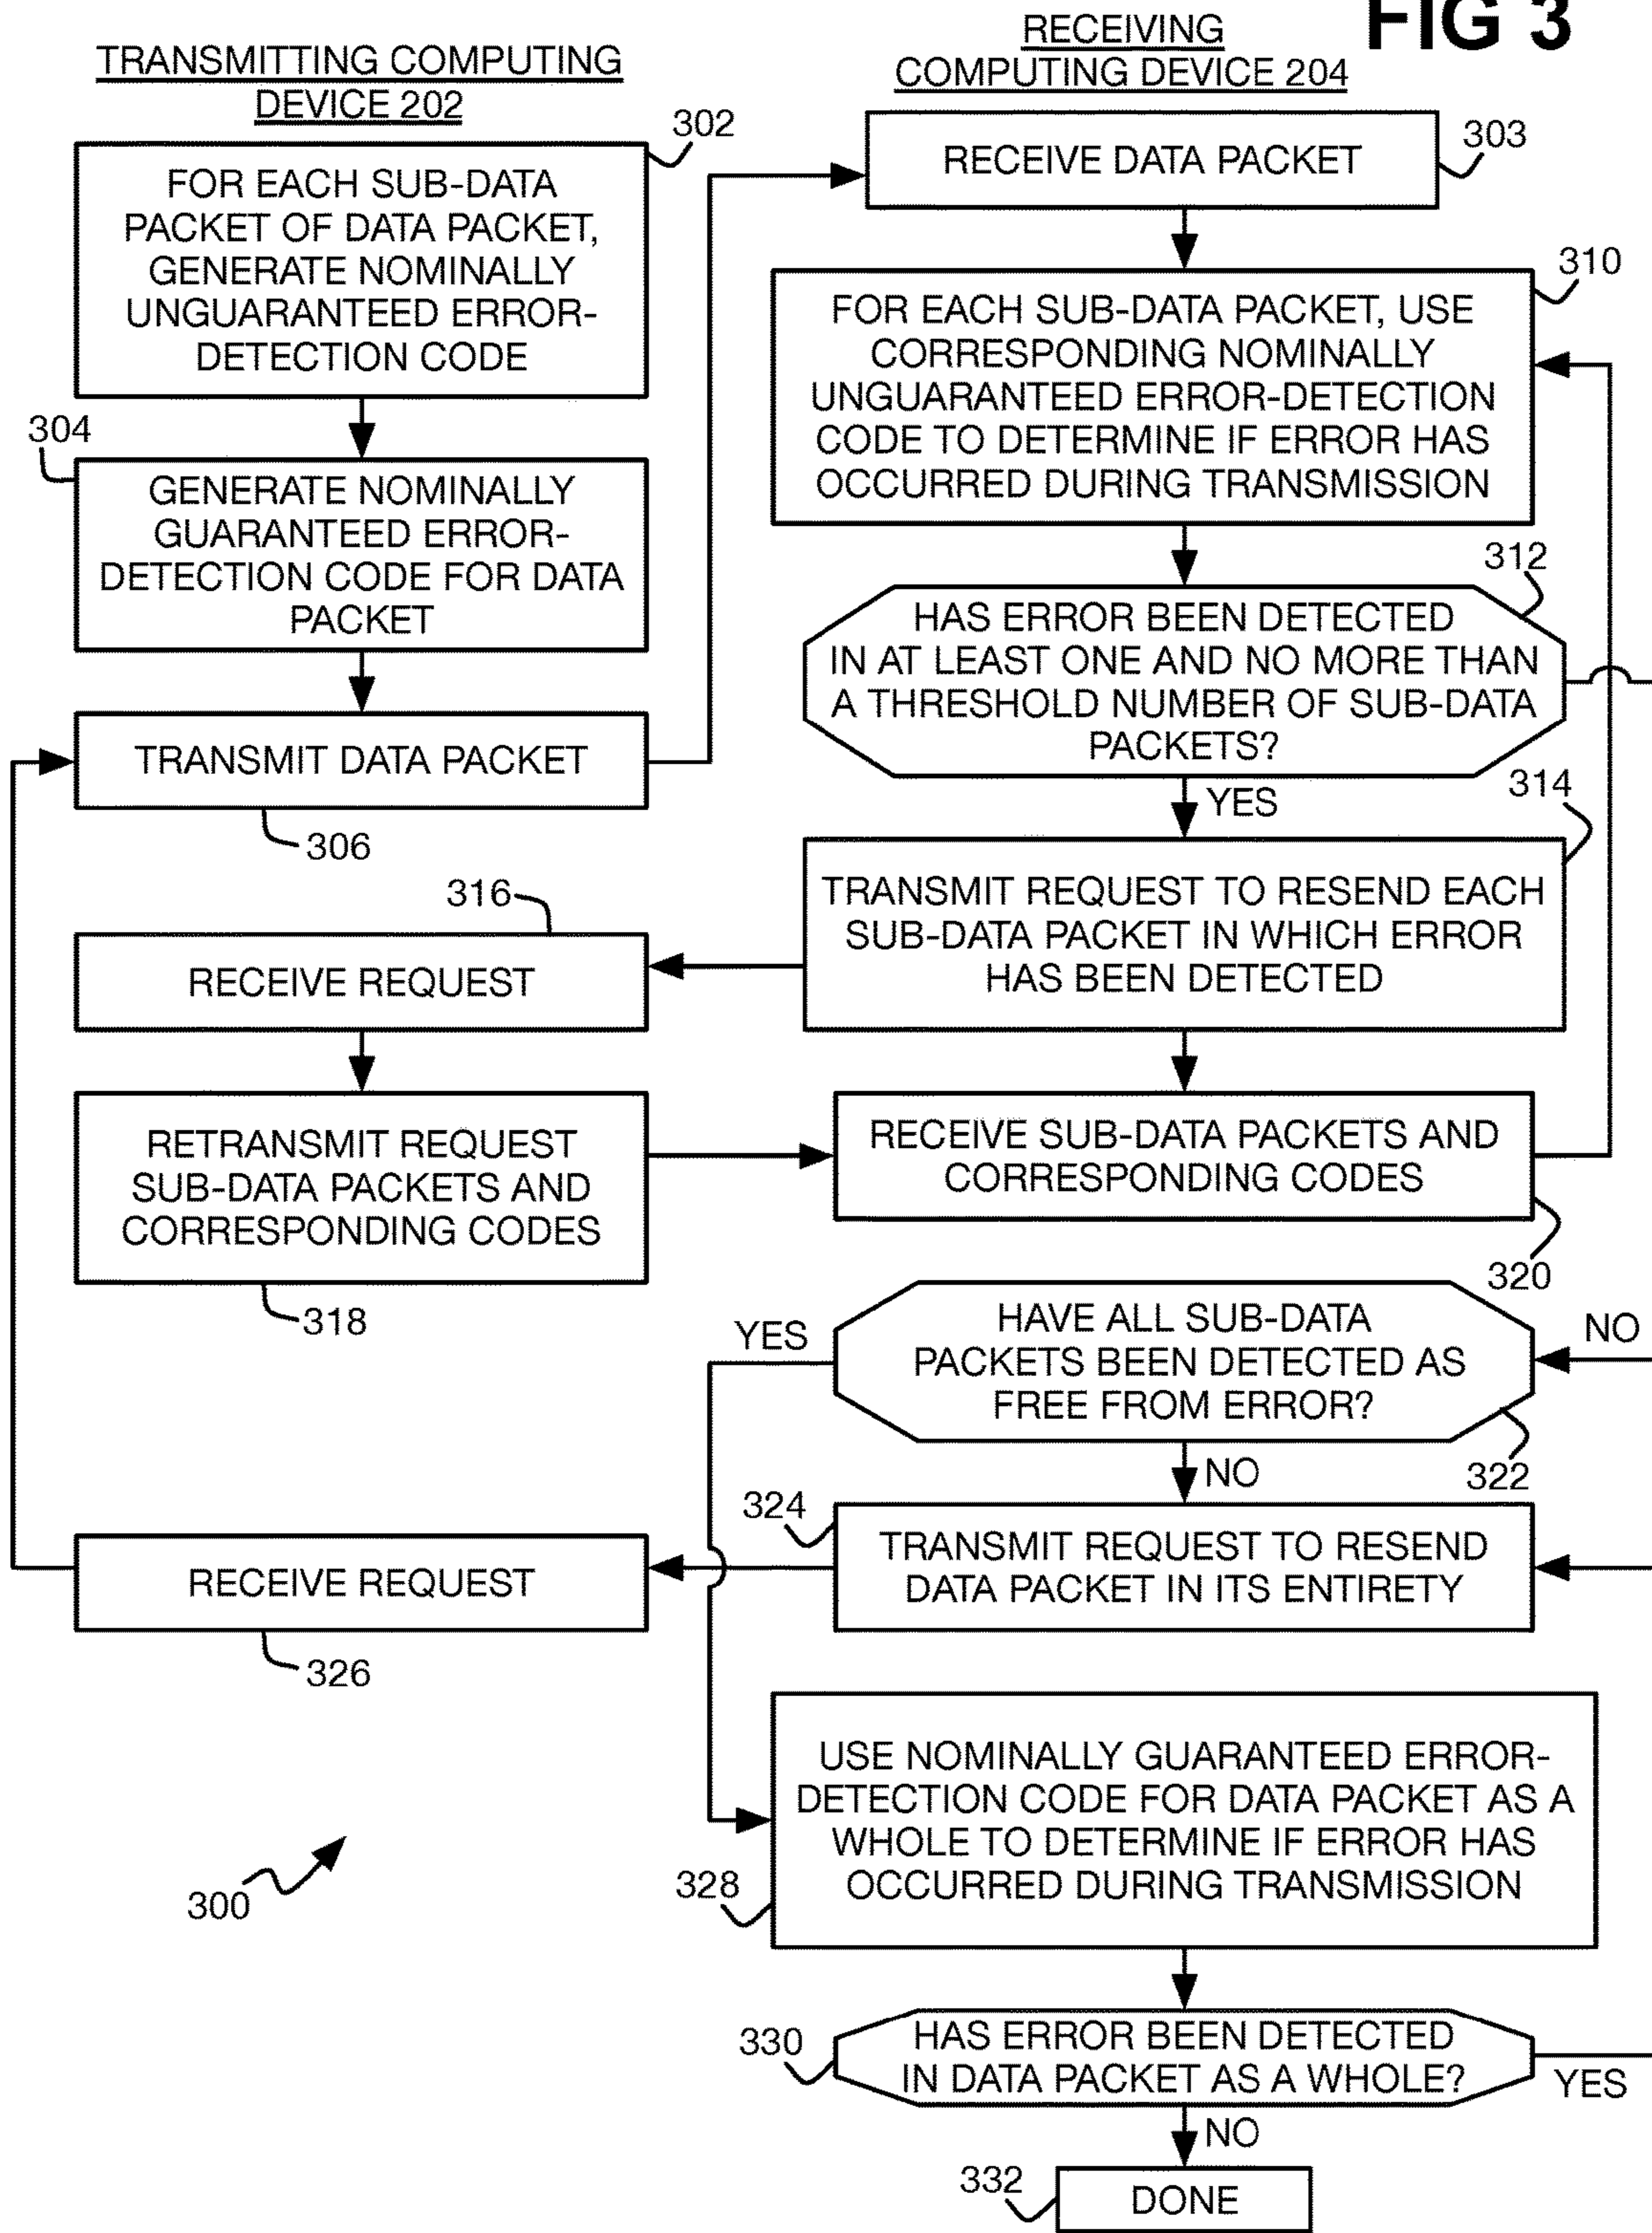 FIG 3
TRANSMITTING COMPUTING
DEVICE 202
RECEIVING
COMPUTING DEVICE 204
302
FOR EACH SUB-DATA
PACKET OF DATA PACKET,
GENERATE NOMINALLY
UNGUARANTEED ERROR-
DETECTION CODE
303
RECEIVE DATA PACKET
304
GENERATE NOMINALLY
GUARANTEED ERROR-
DETECTION CODE FOR DATA
PACKET
310
FOR EACH SUB-DATA PACKET, USE
CORRESPONDING NOMINALLY
UNGUARANTEED ERROR-DETECTION
CODE TO DETERMINE IF ERROR HAS
OCCURRED DURING TRANSMISSION
TRANSMIT DATA PACKET
306
312
HAS ERROR BEEN DETECTED
IN AT LEAST ONE AND NO MORE THAN
A THRESHOLD NUMBER OF SUB-DATA
PACKETS?
YES
314
TRANSMIT REQUEST TO RESEND EACH
SUB-DATA PACKET IN WHICH ERROR
HAS BEEN DETECTED
316
RECEIVE REQUEST
RETRANSMIT REQUEST
SUB-DATA PACKETS AND
CORRESPONDING CODES
318
RECEIVE SUB-DATA PACKETS AND
CORRESPONDING CODES
320
YES
HAVE ALL SUB-DATA
PACKETS BEEN DETECTED AS
FREE FROM ERROR?
NO
322
NO
324
TRANSMIT REQUEST TO RESEND
DATA PACKET IN ITS ENTIRETY
RECEIVE REQUEST
326
USE NOMINALLY GUARANTEED ERROR-
DETECTION CODE FOR DATA PACKET AS A
WHOLE TO DETERMINE IF ERROR HAS
OCCURRED DURING TRANSMISSION
328
300
330
HAS ERROR BEEN DETECTED
IN DATA PACKET AS A WHOLE?
YES
NO
332
DONE